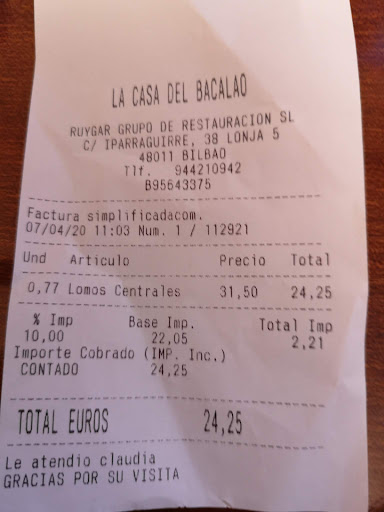 LA CASA DEL BACALAO
RUYGAR GRUPO DE RESTAURACION SL
C/ IPARRAGUIRRE, 38 LONJA 5
48011 BILBAO
Tlf. 944210942
B95643375
Factura simplificadacom.
07/04/20 11:03 Num. 1 / 112921
Und Articulo Precio Total
0,77 Lomos Centrales 31,50 24,25
% Imp Base Imp. Total Imp
10,00 22,05 2,21
Importe Cobrado (IMP. Inc.)
CONTADO 24,25
TOTAL EUROS 24,25
Le atendio claudia
GRACIAS POR SU VISITA